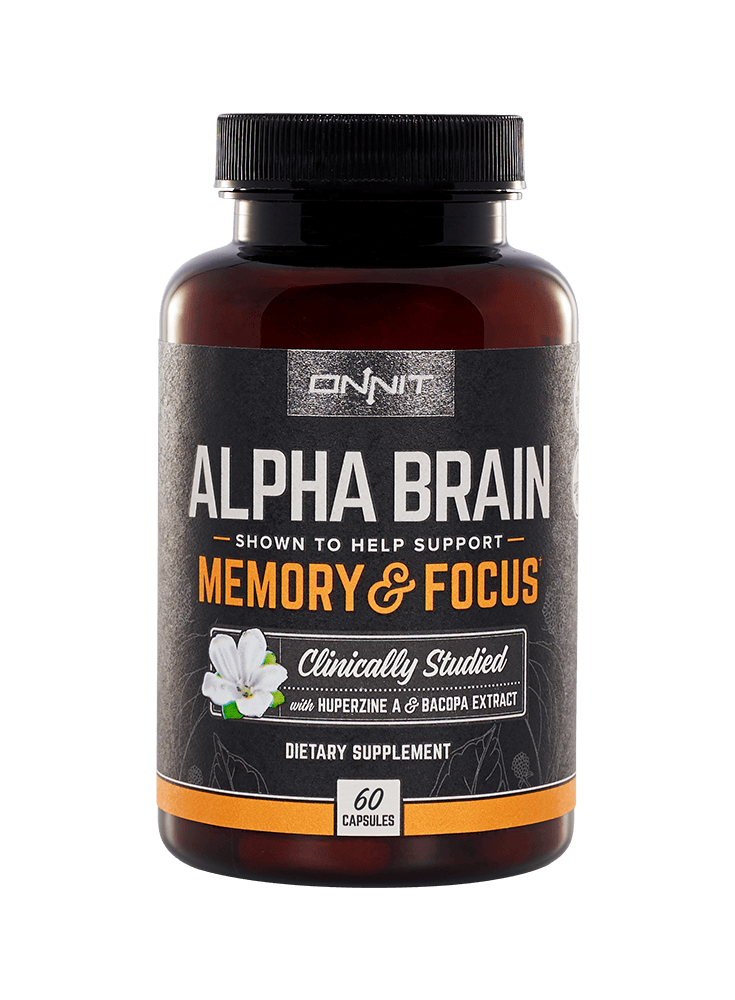 ONNIT
ALPHA BRAIN
SHOWN TO HELP SUPPORT
MEMORY & FOCUS†
Clinically Studied
with HUPERZINE A & BACOPA EXTRACT
DIETARY SUPPLEMENT
60
CAPSULES